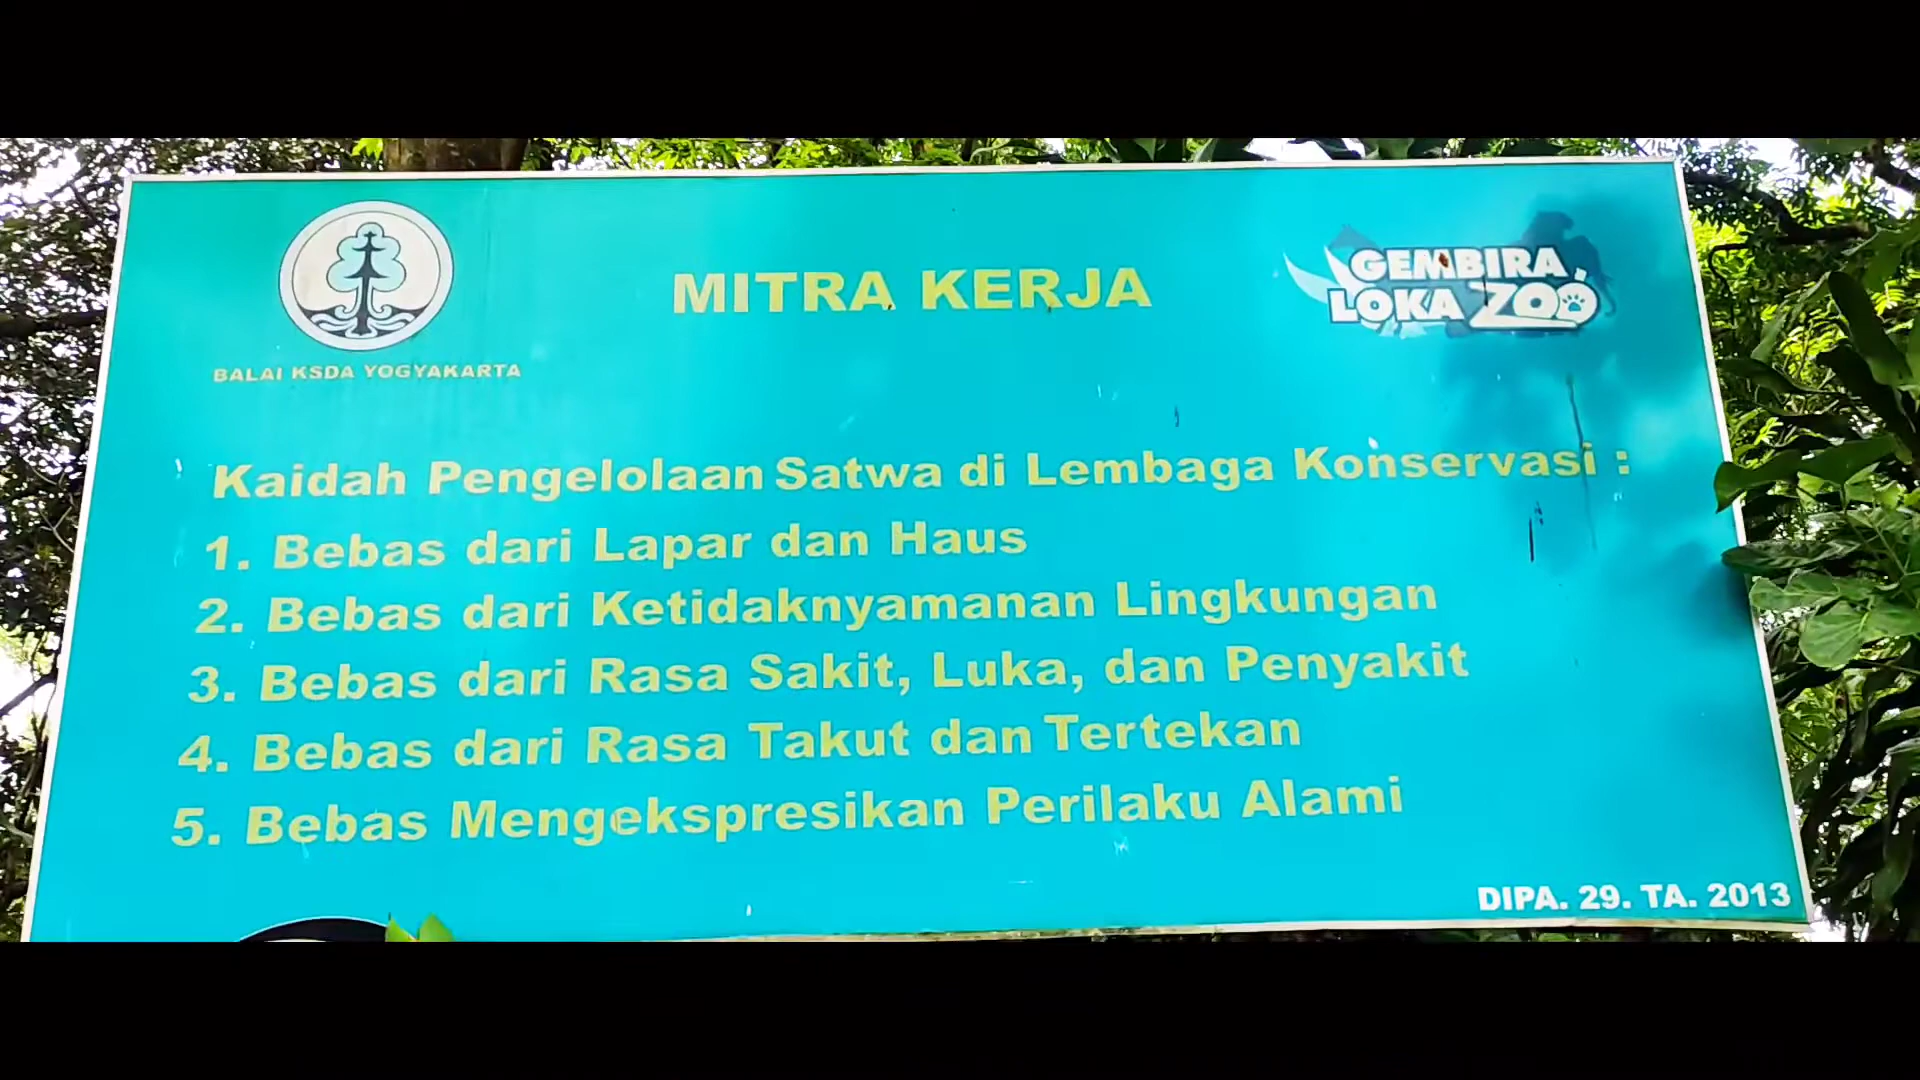 MITRA KERJA
GEMBIRA
LOKA ZOO
BALAI KSDA YOGYAKARTA
Kaidah Pengelolaan Satwa di Lembaga Konservasi :
1. Bebas dari Lapar dan Haus
2. Bebas dari Ketidaknyamanan Lingkungan
3. Bebas dari Rasa Sakit, Luka, dan Penyakit
4. Bebas dari Rasa Takut dan Tertekan
5. Bebas Mengekspresikan Perilaku Alami
DIPA. 29. TA. 2013